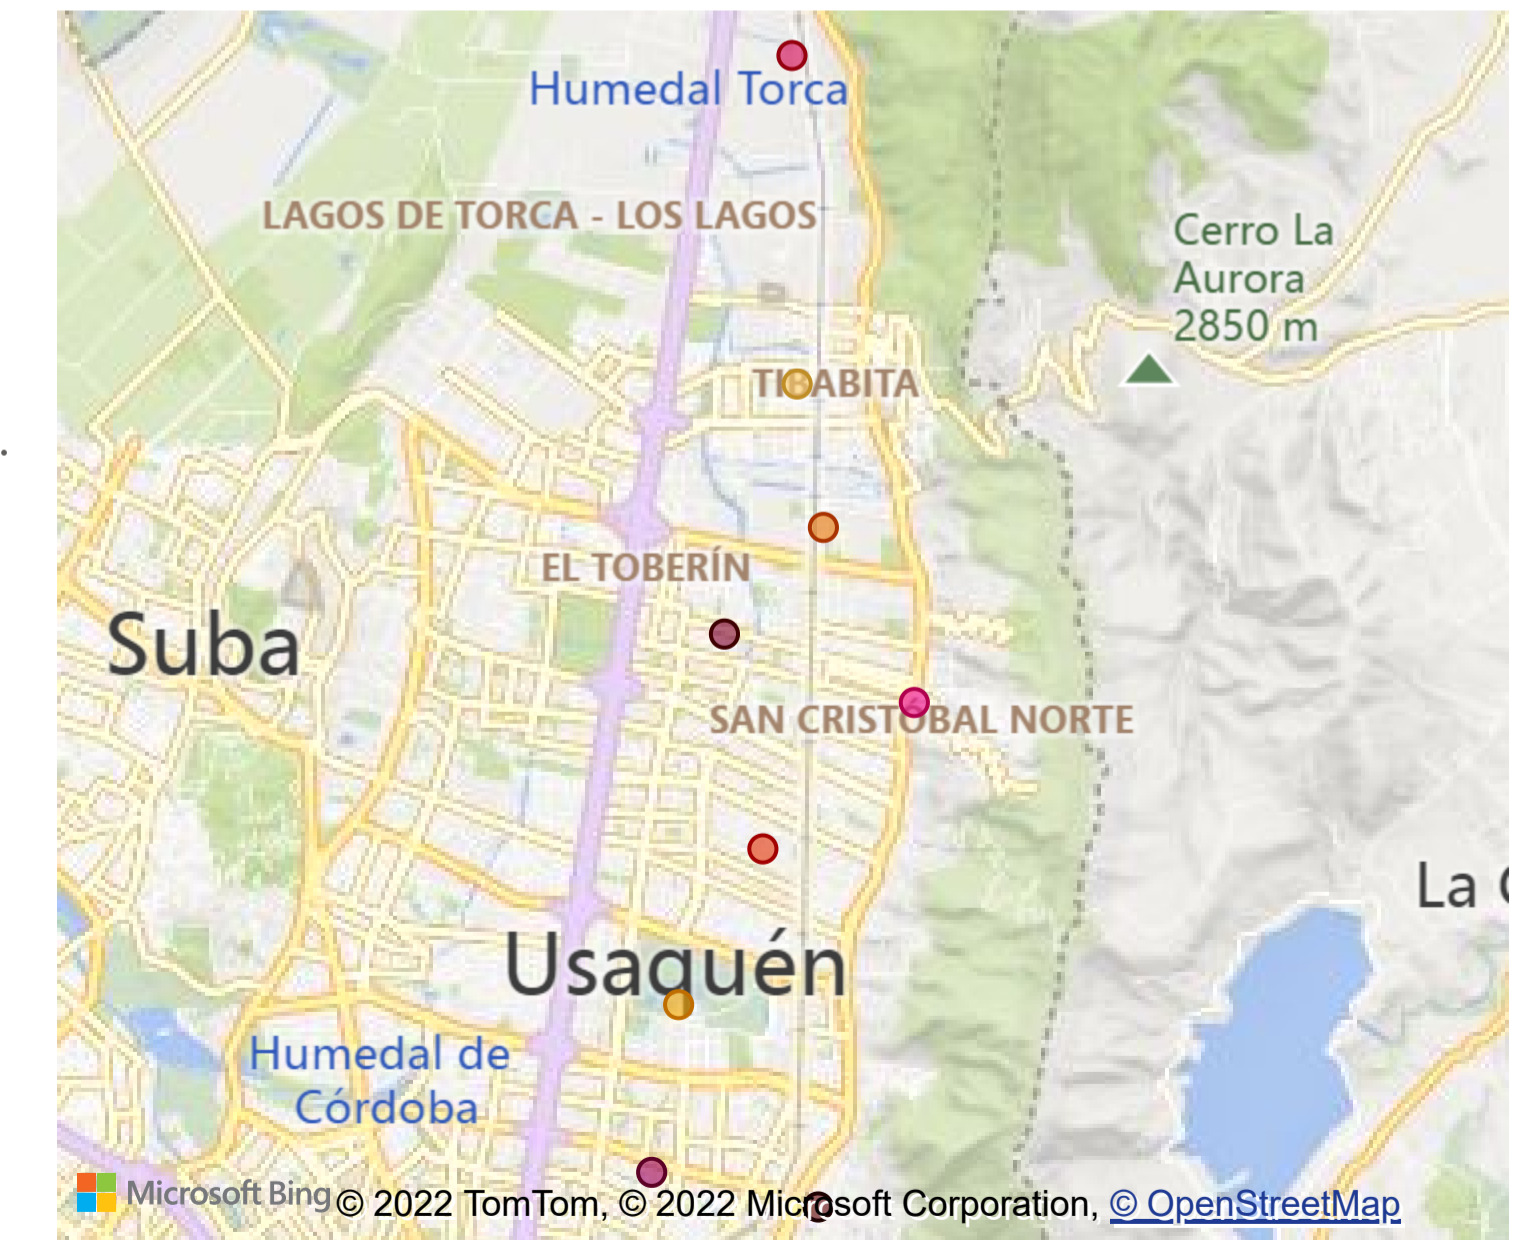 Humedal Torca
LAGOS DE TORCA - LOS LAGOS
Cerro La
Aurora
2850 m
TIBABITA
EL TOBERÍN
Suba
SAN CRISTOBAL NORTE
La
Usaquén
Humedal de
Córdoba
Microsoft Bing
© 2022 TomTom, © 2022 Microsoft Corporation, © OpenStreetMap